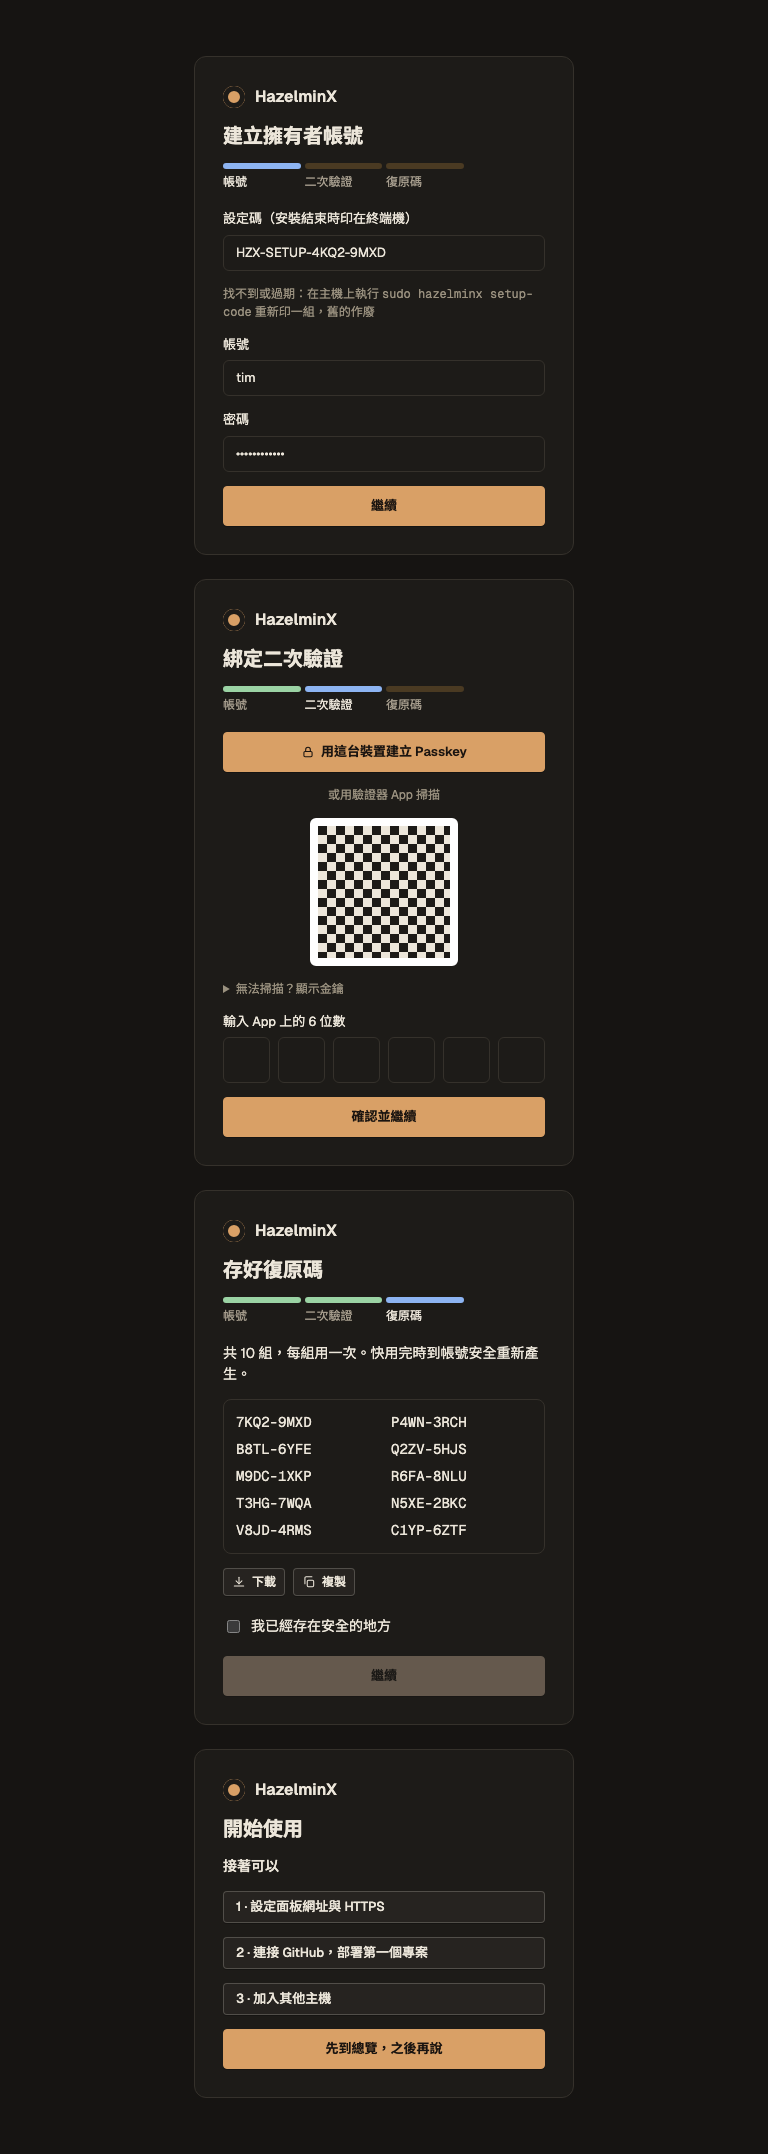 HazelminX
建立擁有者帳號
帳號 二次驗證 復原碼
設定碼（安裝結束時印在終端機）
HZX-SETUP-4KQ2-9MXD
找不到或過期：在主機上執行 sudo hazelminx setup-
code 重新印一組，舊的作廢
帳號
tim
密碼
••••••••••••
繼續
HazelminX
綁定二次驗證
帳號 二次驗證 復原碼
用這台裝置建立 Passkey
或用驗證器 App 掃描
無法掃描？顯示金鑰
輸入 App 上的 6 位數
確認並繼續
HazelminX
存好復原碼
帳號 二次驗證 復原碼
共 10 組，每組用一次。快用完時到帳號安全重新產
生。
7KQ2-9MXD P4WN-3RCH
B8TL-6YFE Q2ZV-5HJS
M9DC-1XKP R6FA-8NLU
T3HG-7WQA N5XE-2BKC
V8JD-4RMS C1YP-6ZTF
下載 複製
我已經存在安全的地方
繼續
HazelminX
開始使用
接著可以
1 · 設定面板網址與 HTTPS
2 · 連接 GitHub，部署第一個專案
3 · 加入其他主機
先到總覽，之後再說